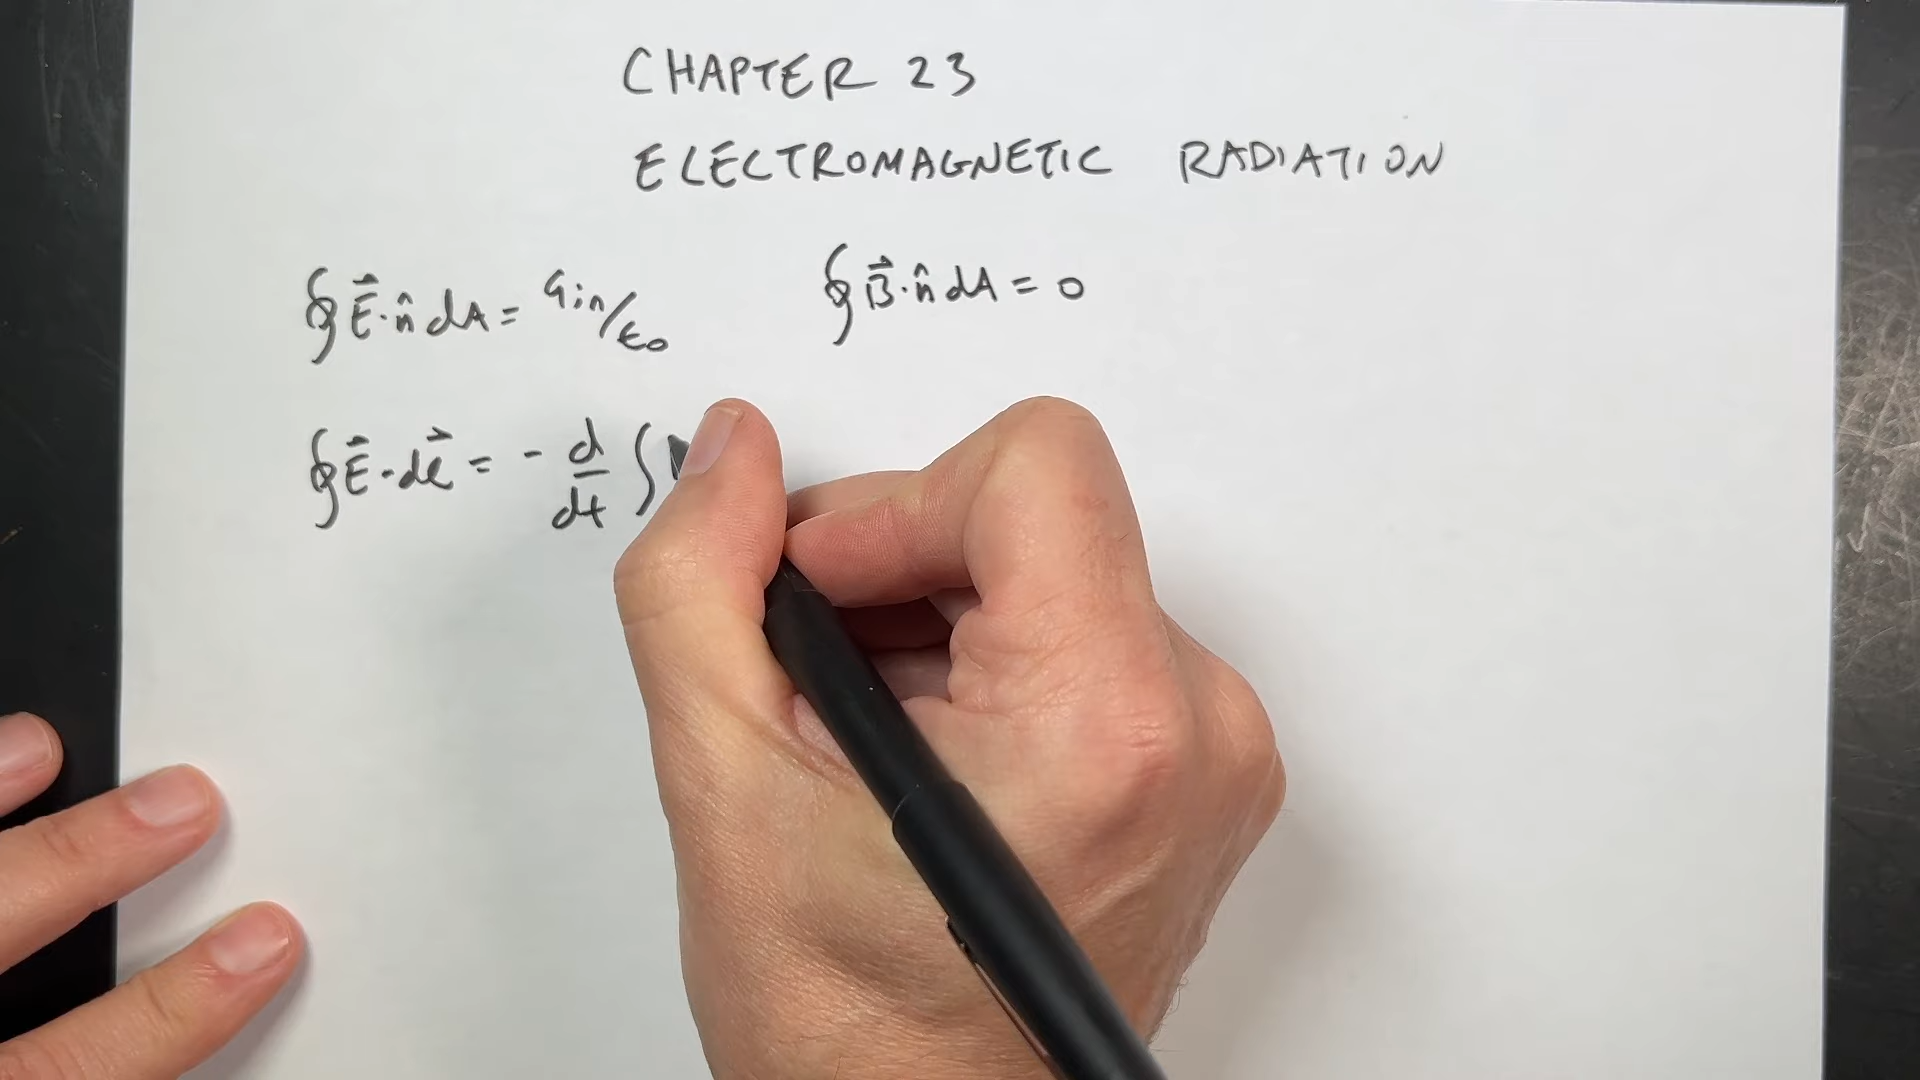 CHAPTER 23
ELECTROMAGNETIC RADIATION
∮E⃗·n̂ dA = qin/ε₀
∮B⃗·n̂ dA = 0
∮E⃗·dl⃗ = - d/dt ∫